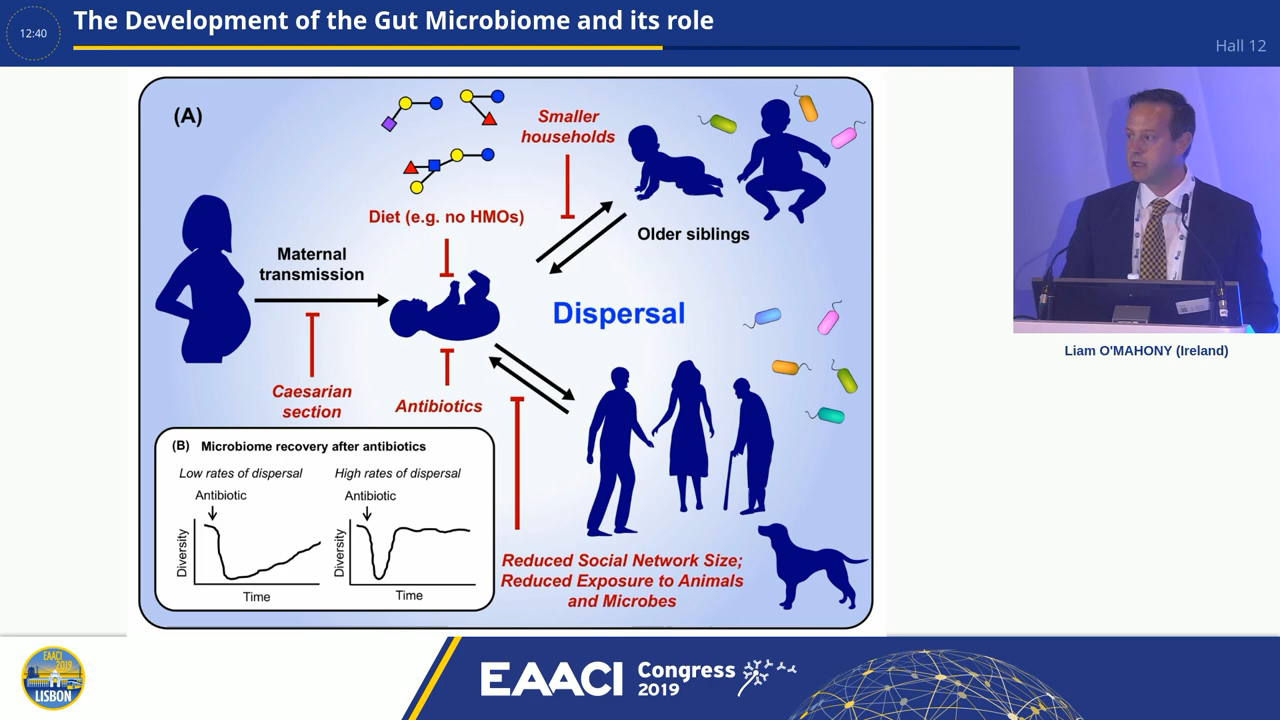 12:40
The Development of the Gut Microbiome and its role
Hall 12
(A)
Smaller
households
Diet (e.g. no HMOs)
Older siblings
Maternal
transmission
Dispersal
Caesarian
section
Antibiotics
(B) Microbiome recovery after antibiotics
Low rates of dispersal
High rates of dispersal
Antibiotic
Antibiotic
Diversity
Time
Diversity
Time
Reduced Social Network Size;
Reduced Exposure to Animals
and Microbes
Liam O'MAHONY (Ireland)
EAACI
2019
LISBON
EAACI Congress
2019